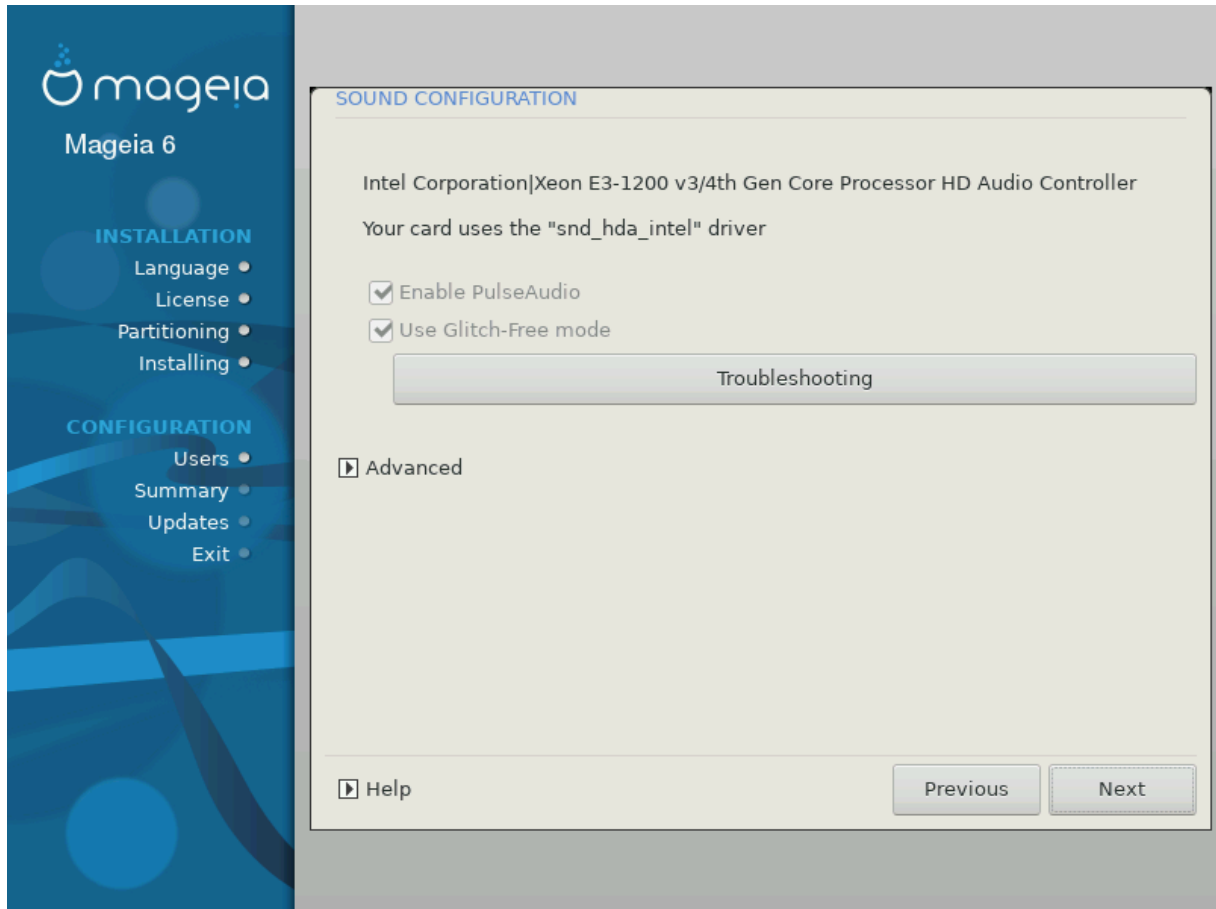 mageia
Mageia 6
INSTALLATION
Language
License
Partitioning
Installing
CONFIGURATION
Users
Summary
Updates
Exit
SOUND CONFIGURATION
Intel Corporation|Xeon E3-1200 v3/4th Gen Core Processor HD Audio Controller
Your card uses the "snd_hda_intel" driver
Enable PulseAudio
Use Glitch-Free mode
Troubleshooting
Advanced
Help
Previous
Next